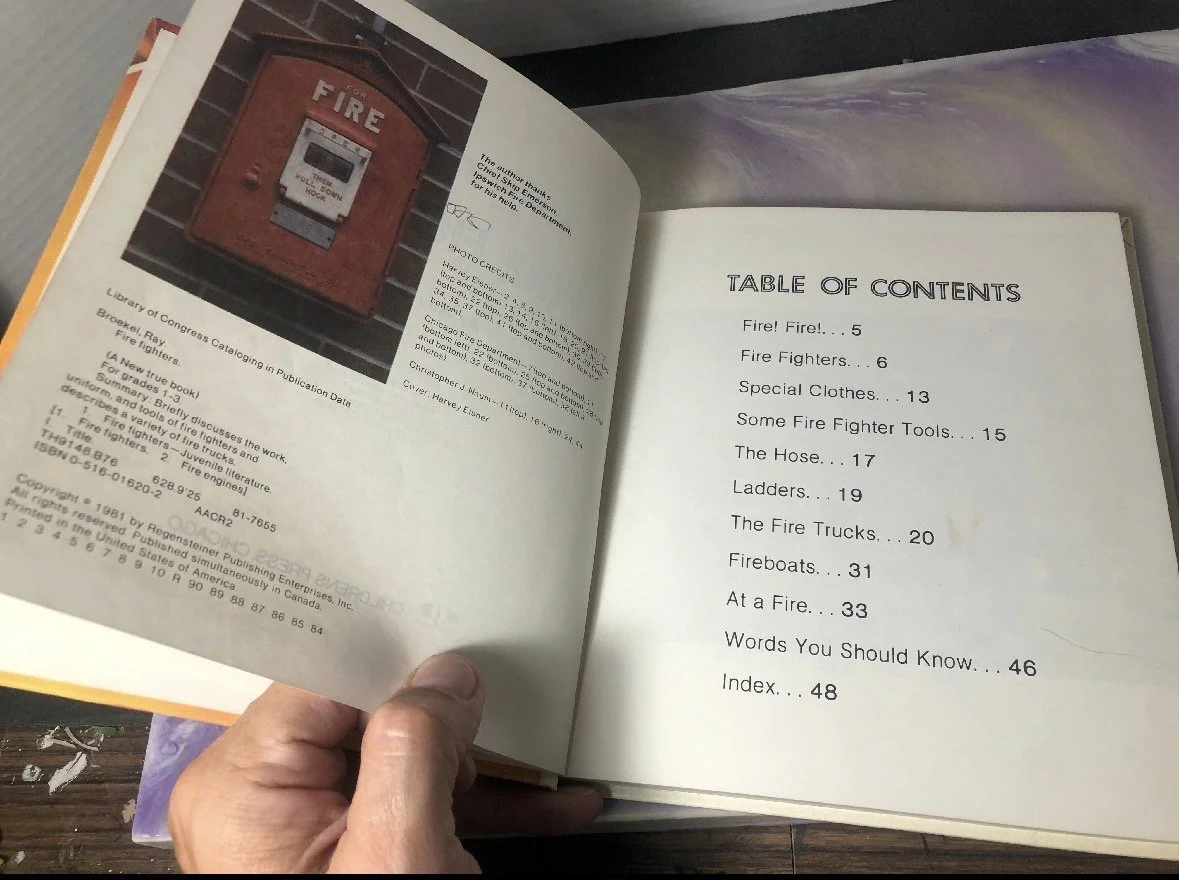 FOR
FIRE
THEN
PULL DOWN
HOOK
The author thanks
Chief Skip Emerson
Ipswich Fire Department,
for his help.
PHOTO CREDITS
Christopher J. Naum—
Cover: Harvey Eisner
Library of Congress Cataloging in Publication Data
Broekel, Ray.
Fire fighters.
(A New true book)
For grades 1-3.
Summary: Briefly discusses the work,
uniform, and tools of fire fighters and
describes a variety of fire trucks.
1. Fire fighters—Juvenile literature.
[1. Fire fighters. 2. Fire engines]
I. Title.
TH9148.B76 628.9'25 81-7655
ISBN 0-516-01620-2 AACR2
Copyright © 1981 by Regensteiner Publishing Enterprises, Inc.
All rights reserved. Published simultaneously in Canada.
Printed in the United States of America.
1 2 3 4 5 6 7 8 9 10 R 90 89 88 87 86 85 84
TABLE OF CONTENTS
Fire! Fire!. . . 5
Fire Fighters. . . 6
Special Clothes. . . 13
Some Fire Fighter Tools. . . 15
The Hose. . . 17
Ladders. . . 19
The Fire Trucks. . . 20
Fireboats. . . 31
At a Fire. . . 33
Words You Should Know. . . 46
Index. . . 48